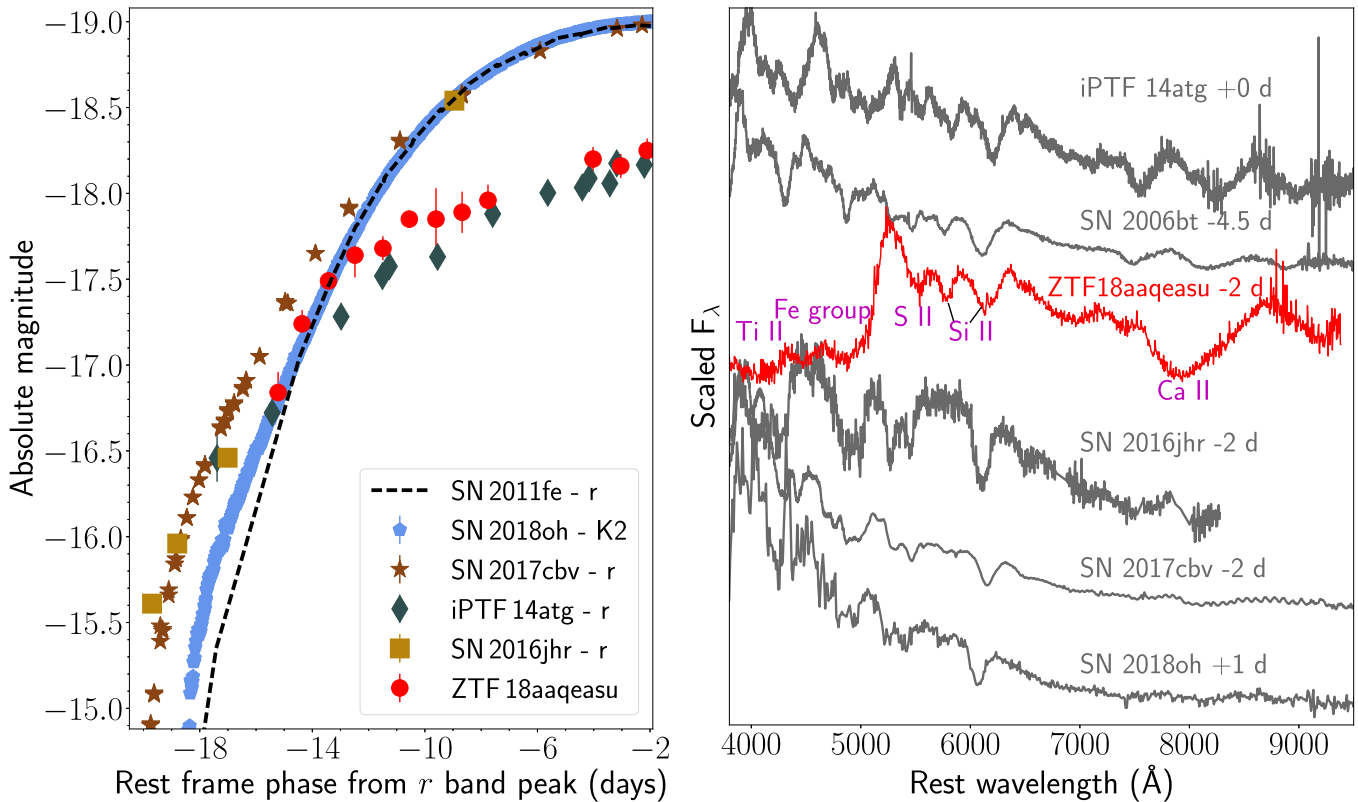 −19.0
−18.5
−18.0
−17.5
−17.0
−16.5
−16.0
−15.5
−15.0
Absolute magnitude
−18 −14 −10 −6 −2
Rest frame phase from r band peak (days)
SN 2011fe - r
SN 2018oh - K2
SN 2017cbv - r
iPTF 14atg - r
SN 2016jhr - r
ZTF18aaqeasu
Scaled F_λ
iPTF 14atg +0 d
SN 2006bt -4.5 d
ZTF18aaqeasu -2 d
Ti II
Fe group
S II
Si II
Ca II
SN 2016jhr -2 d
SN 2017cbv -2 d
SN 2018oh +1 d
4000 5000 6000 7000 8000 9000
Rest wavelength (Å)